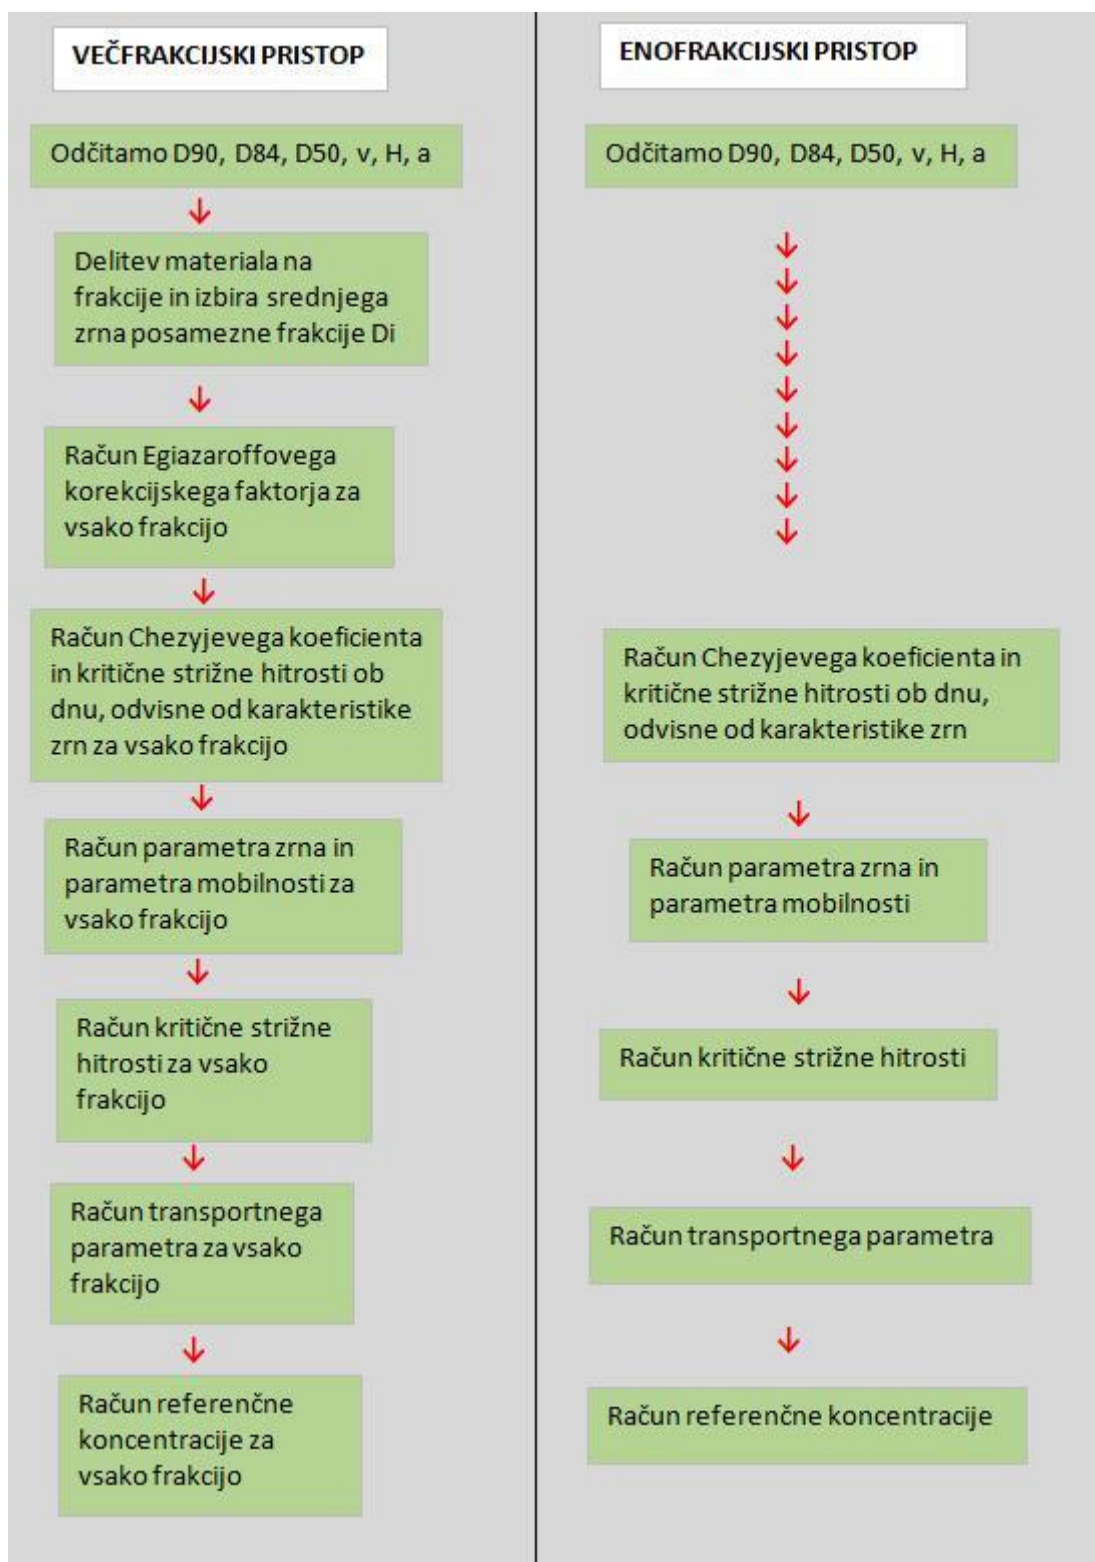 VEČFRAKCIJSKI PRISTOP
Odčitamo D90, D84, D50, v, H, a
Delitev materiala na
frakcije in izbira srednjega
zrna posamezne frakcije Di
Račun Egiazaroffovega
korekcijskega faktorja za
vsako frakcijo
Račun Chezyjevega koeficienta
in kritične strižne hitrosti ob
dnu, odvisne od karakteristike
zrn za vsako frakcijo
Račun parametra zrna in
parametra mobilnosti za
vsako frakcijo
Račun kritične strižne
hitrosti za vsako
frakcijo
Račun transportnega
parametra za vsako
frakcijo
Račun referenčne
koncentracije za
vsako frakcijo
ENOFRAKCIJSKI PRISTOP
Odčitamo D90, D84, D50, v, H, a
Račun Chezyjevega koeficienta in
kritične strižne hitrosti ob dnu,
odvisne od karakteristike zrn
Račun parametra zrna in
parametra mobilnosti
Račun kritične strižne hitrosti
Račun transportnega parametra
Račun referenčne koncentracije